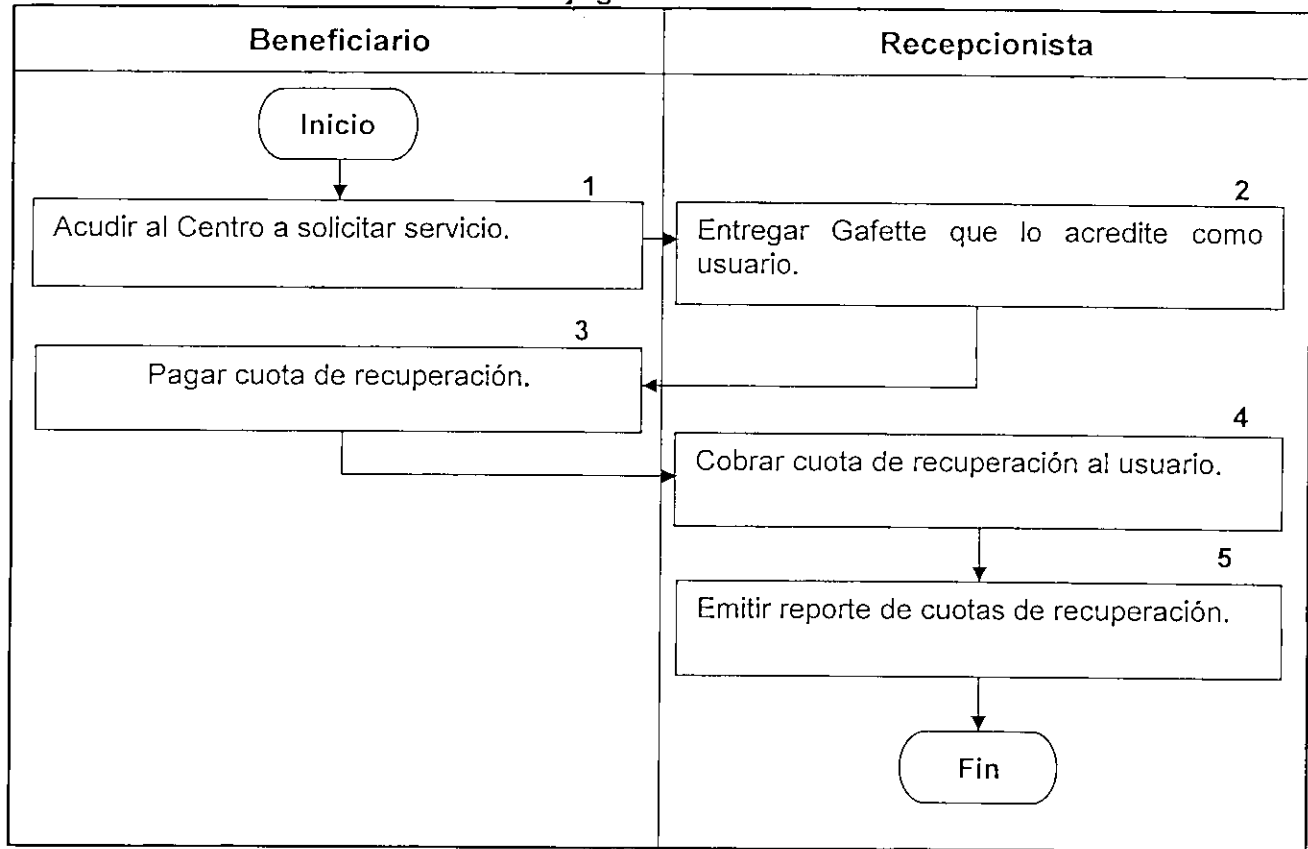 Beneficiario
Recepcionista
Inicio
1
Acudir al Centro a solicitar servicio.
2
Entregar Gafette que lo acredite como
usuario.
3
Pagar cuota de recuperación.
4
Cobrar cuota de recuperación al usuario.
5
Emitir reporte de cuotas de recuperación.
Fin